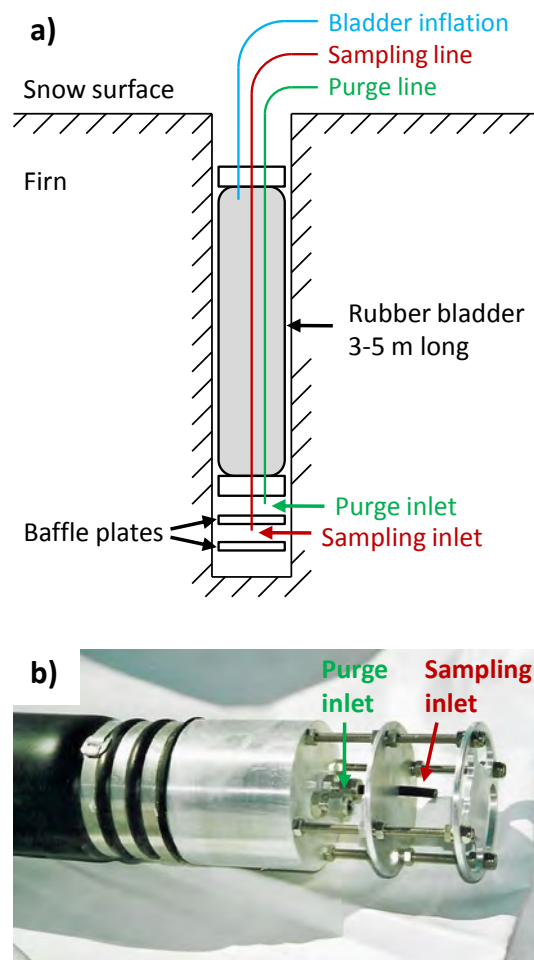 a)
Bladder inflation
Sampling line
Purge line
Snow surface
Firn
Rubber bladder
3-5 m long
Purge inlet
Baffle plates
Sampling inlet
b)
Purge
inlet
Sampling
inlet